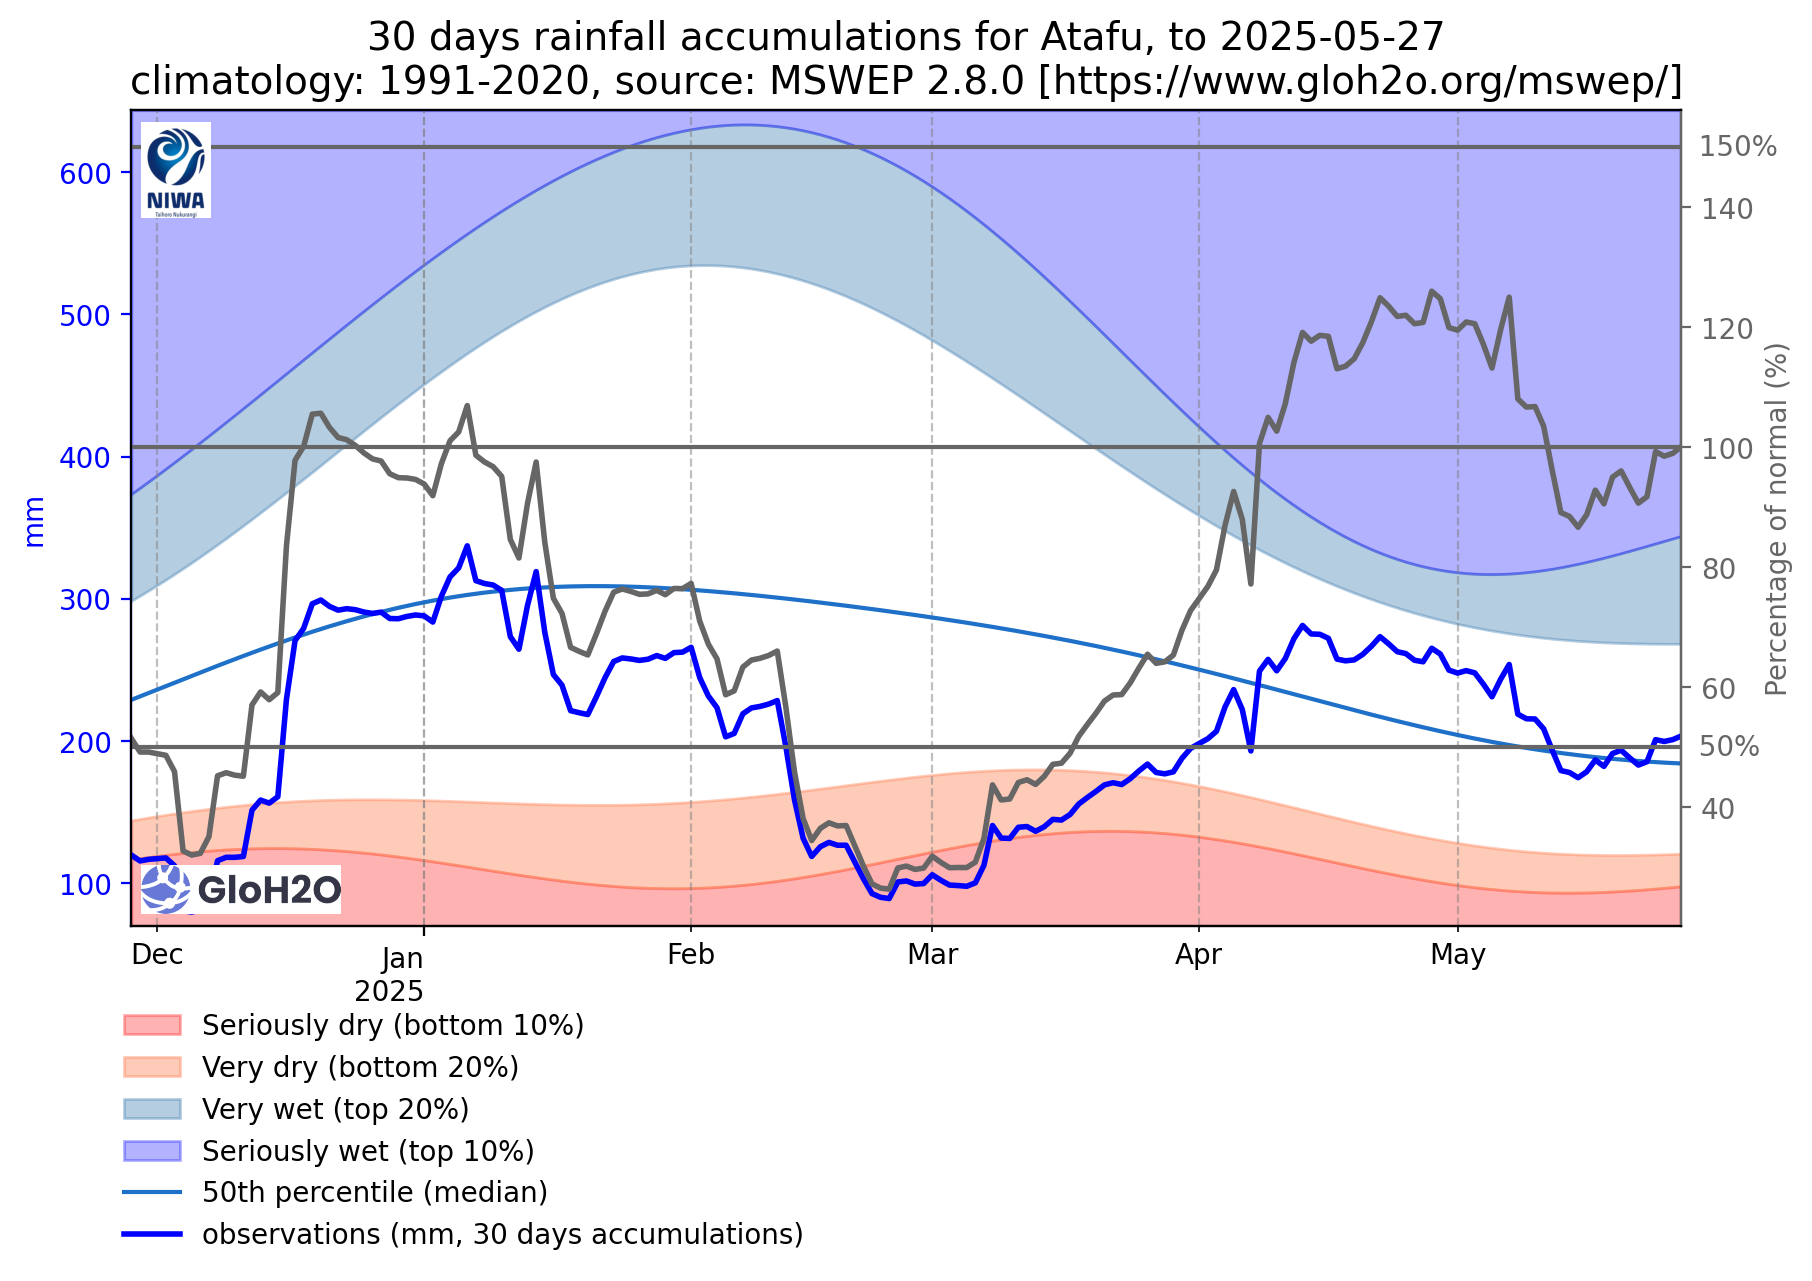 30 days rainfall accumulations for Atafu, to 2025-05-27
climatology: 1991-2020, source: MSWEP 2.8.0 [https://www.gloh2o.org/mswep/]
NIWA
Taihoro Nukurangi
600
500
400
300
200
100
mm
150%
140
120
100
80
60
50%
40
Percentage of normal (%)
GloH2O
Dec
Jan
2025
Feb
Mar
Apr
May
Seriously dry (bottom 10%)
Very dry (bottom 20%)
Very wet (top 20%)
Seriously wet (top 10%)
50th percentile (median)
observations (mm, 30 days accumulations)